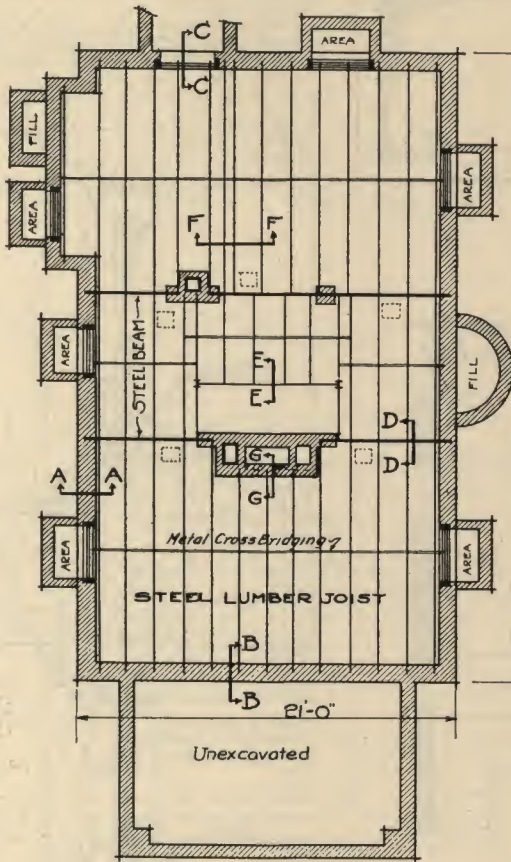 C
AREA
C
FILL
AREA
AREA
F F
STEEL BEAM
AREA
FILL
E
E
D
D
G
G
A A
Metal Cross Bridging
AREA
AREA
STEEL LUMBER JOIST
B
B
21'-0"
Unexcavated